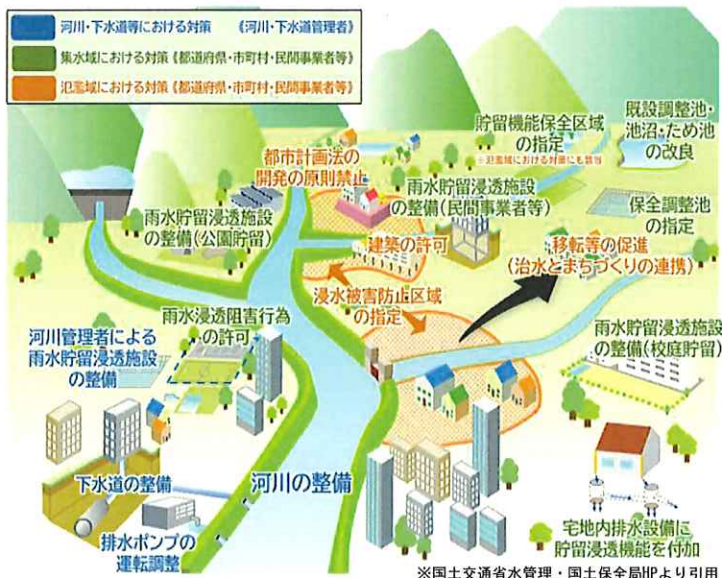 河川・下水道等における対策 《河川・下水道管理者》
集水域における対策《都道府県・市町村・民間事業者等》
氾濫域における対策《都道府県・市町村・民間事業者等》
貯留機能保全区域
の指定
※氾濫域における対策にも該当
既設調整池・
池沼・ため池
の改良
都市計画法の
開発の原則禁止
雨水貯留浸透施設
の整備(民間事業者等)
保全調整池
の指定
雨水貯留浸透施設
の整備(公園貯留)
建築の許可
移転等の促進
(治水とまちづくりの連携)
浸水被害防止区域
の指定
雨水浸透阻害行為
の許可
河川管理者による
雨水貯留浸透施設
の整備
雨水貯留浸透施設
の整備(校庭貯留)
下水道の整備
河川の整備
排水ポンプの
運転調整
宅地内排水設備に
貯留浸透機能を付加
※国土交通省水管理・国土保全局HPより引用